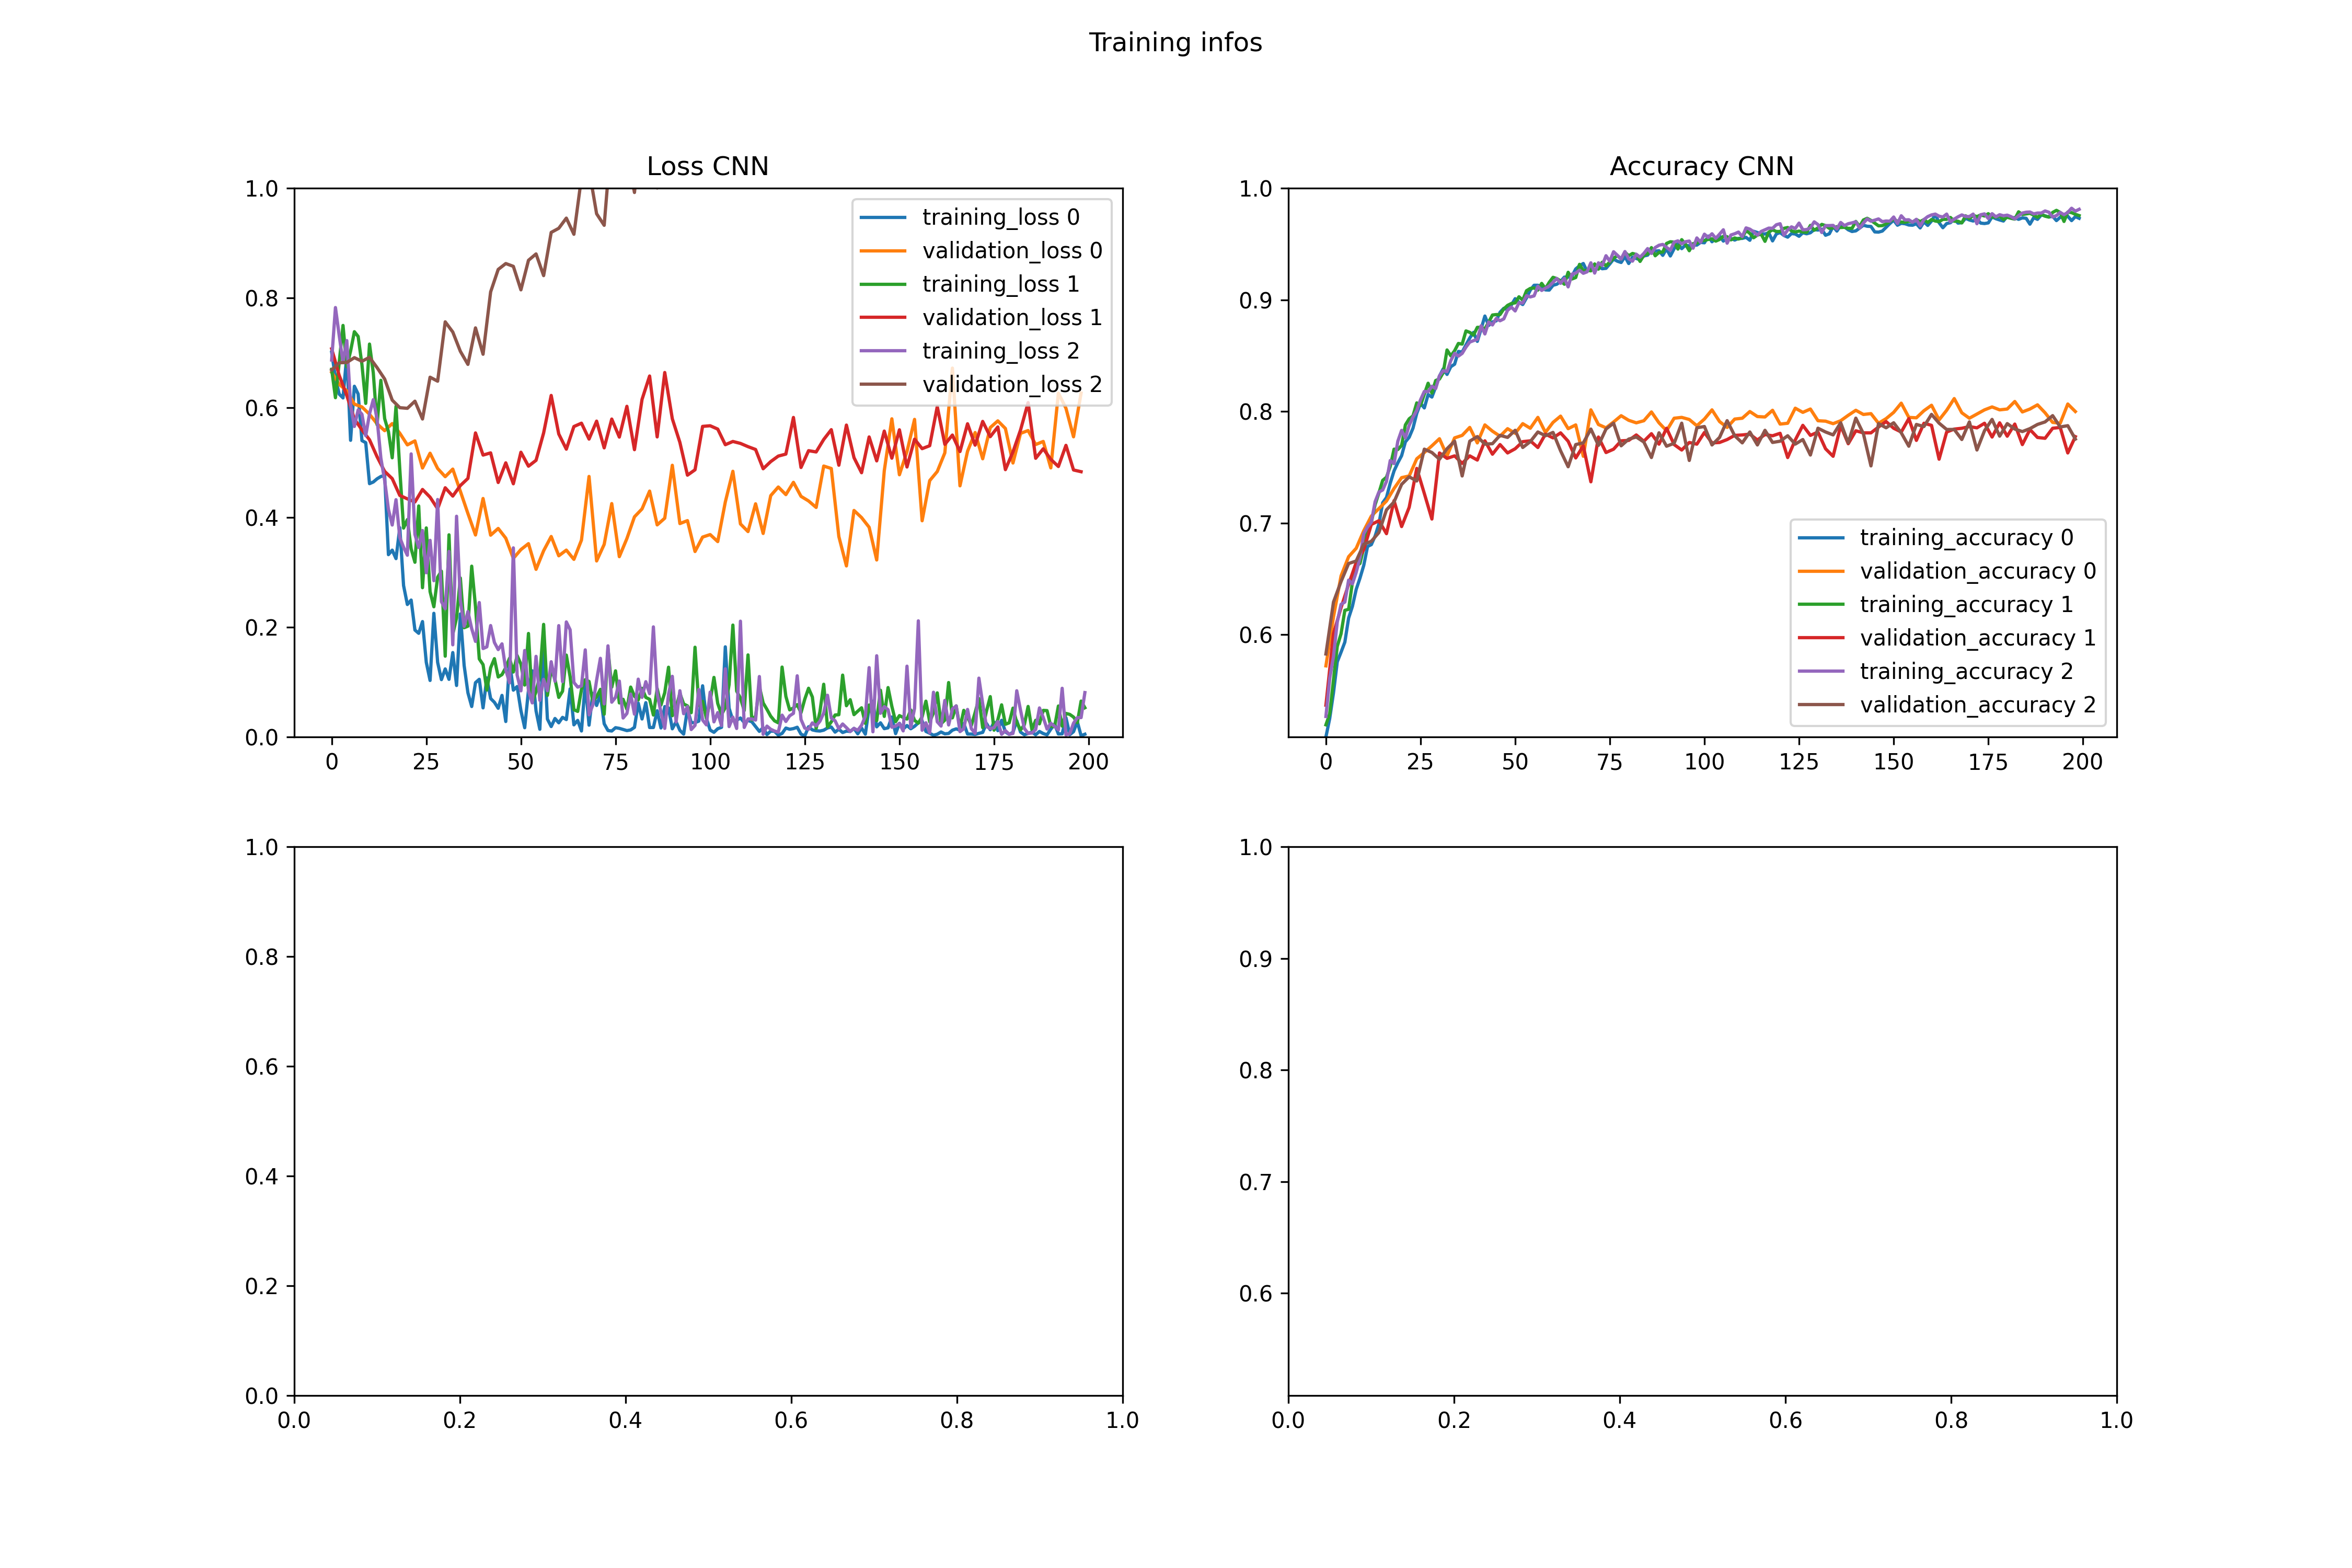 Training infos
Loss CNN
1.0
0.8
0.6
0.4
0.2
0.0
0 25 50 75 100 125 150 175 200
training_loss 0
validation_loss 0
training_loss 1
validation_loss 1
training_loss 2
validation_loss 2
Accuracy CNN
1.0
0.9
0.8
0.7
0.6
0 25 50 75 100 125 150 175 200
training_accuracy 0
validation_accuracy 0
training_accuracy 1
validation_accuracy 1
training_accuracy 2
validation_accuracy 2
1.0
0.8
0.6
0.4
0.2
0.0
0.0 0.2 0.4 0.6 0.8 1.0
1.0
0.9
0.8
0.7
0.6
0.0 0.2 0.4 0.6 0.8 1.0